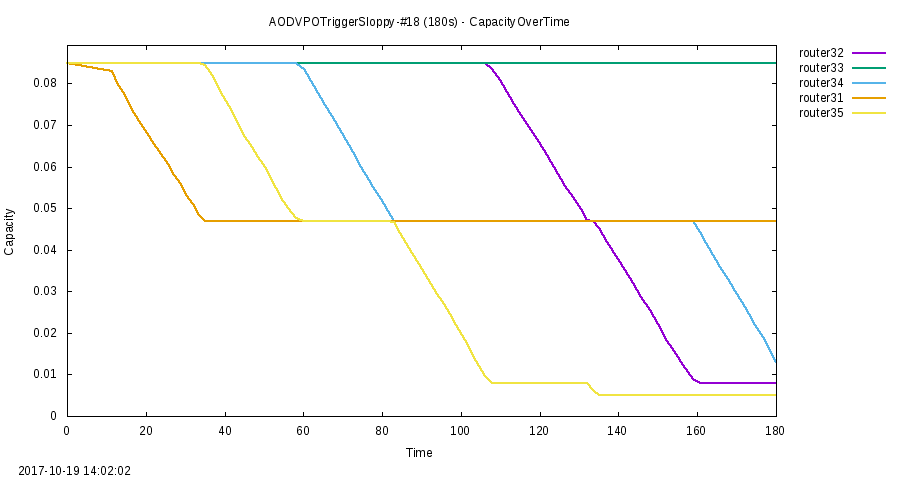 AODVPOTriggerSloppy-#18 (180s) - CapacityOverTime
router32
router33
router34
router31
router35
0.08
0.07
0.06
0.05
0.04
0.03
0.02
0.01
0
Capacity
0 20 40 60 80 100 120 140 160 180
Time
2017-10-19 14:02:02